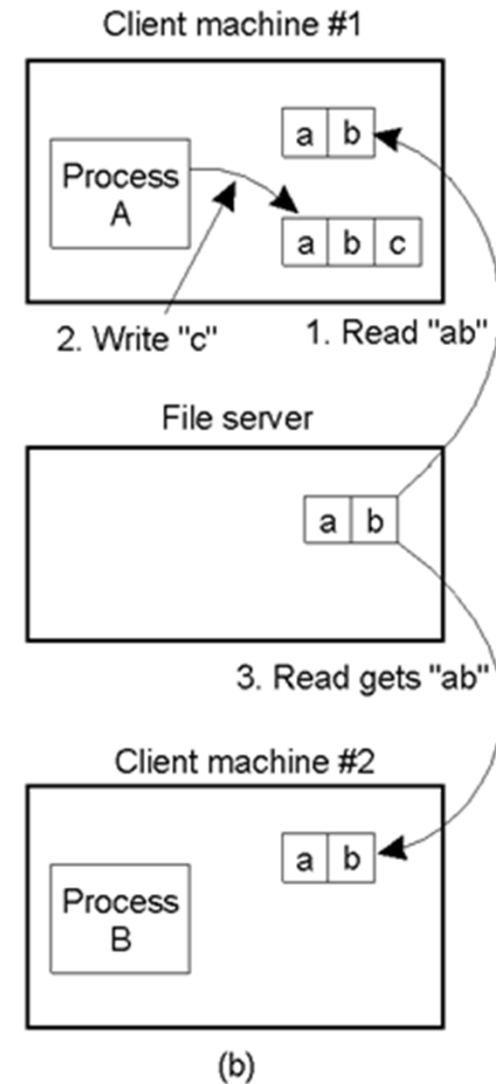 Client machine #1
a b
Process
A
a b c
2. Write "c"
1. Read "ab"
File server
a b
3. Read gets "ab"
Client machine #2
a b
Process
B
(b)